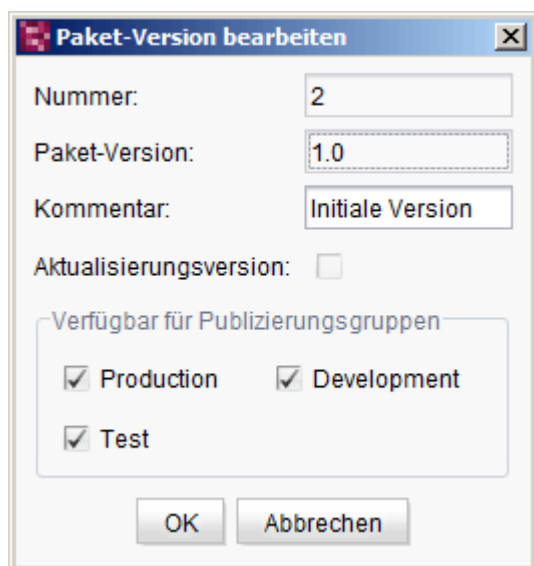 Paket-Version bearbeiten
Nummer: 2
Paket-Version: 1.0
Kommentar: Initiale Version
Aktualisierungsversion:
Verfügbar für Publizierungsgruppen
Production Development
Test
OK Abbrechen